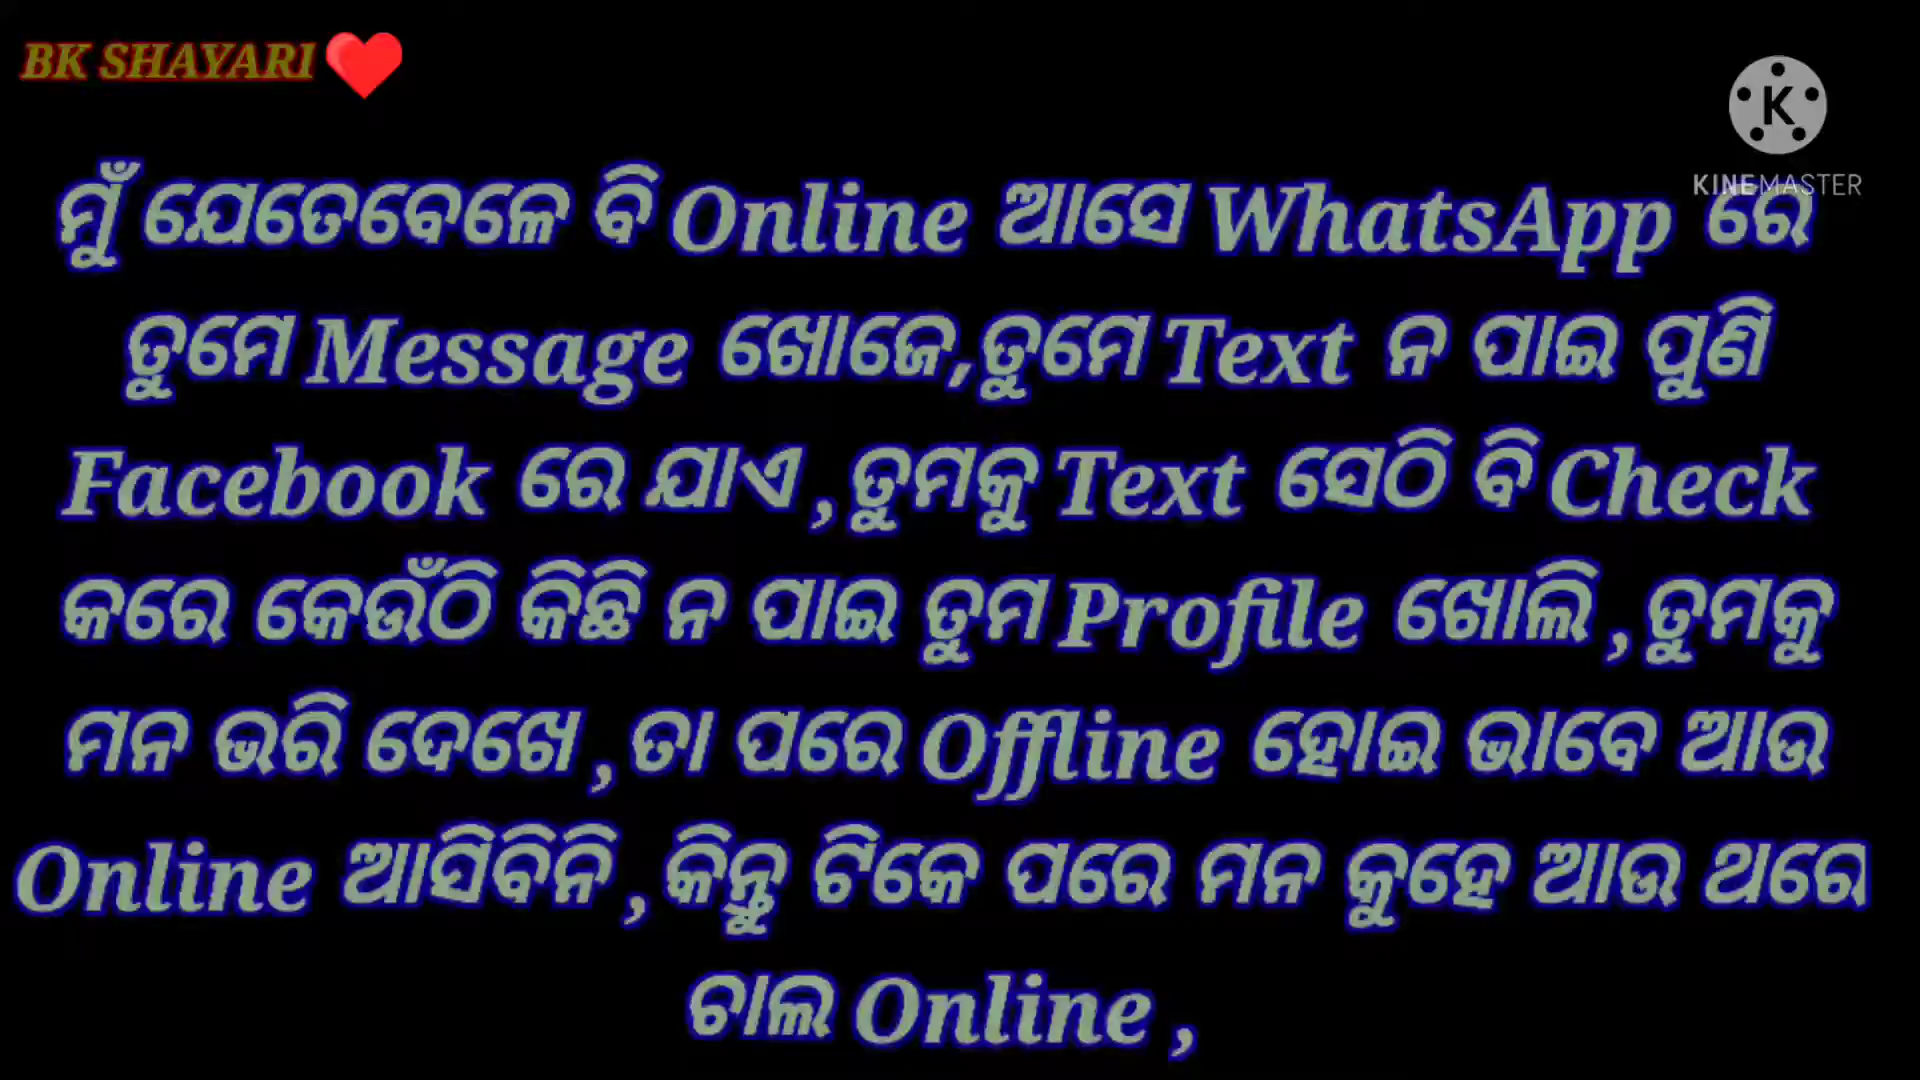 BK SHAYARI❤️
KINEMASTER
ମୁଁ ଯେତେବେଳେ ବି Online ଆସେ WhatsApp ରେ
ତୁମେ Message ଖୋଜେ,ତୁମେ Text ନ ପାଇ ପୁଣି
Facebook ରେ ଯାଏ , ତୁମକୁ Text ସେଠି ବି Check
କରେ କେଉଁଠି କିଛି ନ ପାଇ ତୁମ Profile ଖୋଲି , ତୁମକୁ
ମନ ଭରି ଦେଖେ , ତା ପରେ Offline ହୋଇ ଭାବେ ଆଉ
Online ଆସିବିନି , କିନ୍ତୁ ଟିକେ ପରେ ମନ କୁହେ ଆଉ ଥରେ
ଚାଲ Online ,